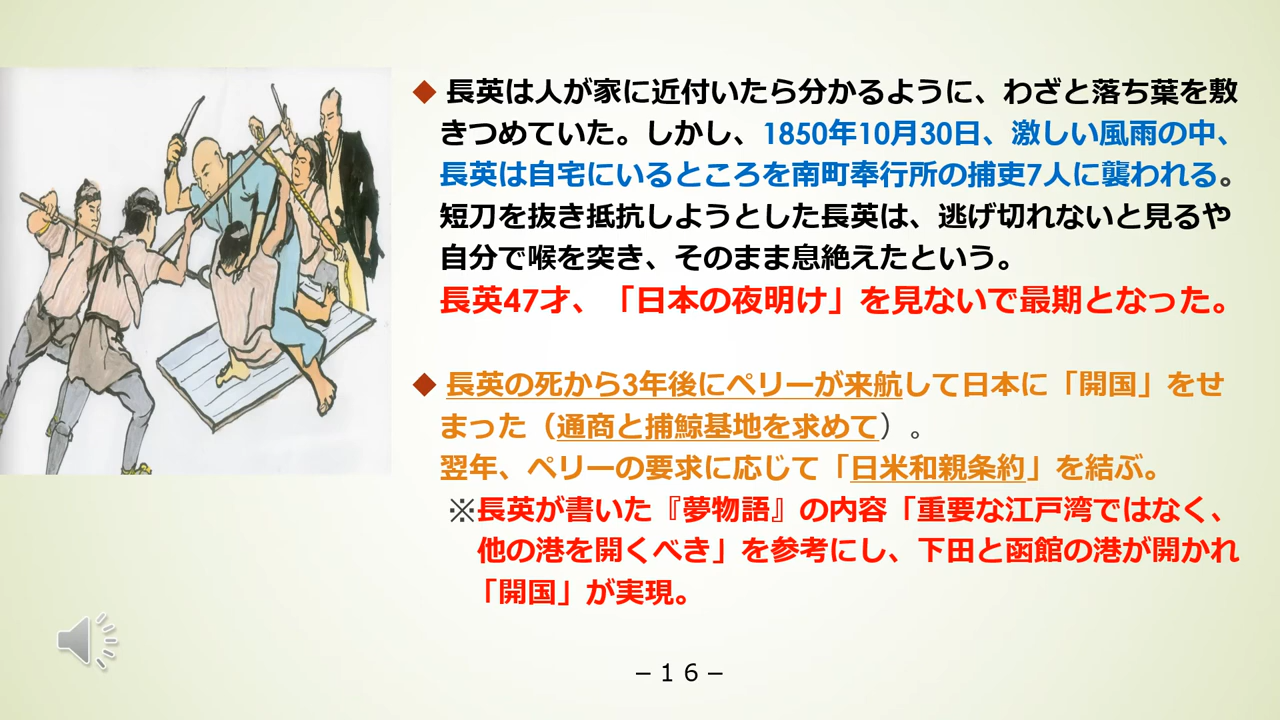 ◆ 長英は人が家に近付いたら分かるように、わざと落ち葉を敷
きつめていた。しかし、1850年10月30日、激しい風雨の中、
長英は自宅にいるところを南町奉行所の捕吏7人に襲われる。
短刀を抜き抵抗しようとした長英は、逃げ切れないと見るや
自分で喉を突き、そのまま息絶えたという。
長英47才、「日本の夜明け」を見ないで最期となった。
◆ 長英の死から3年後にペリーが来航して日本に「開国」をせ
まった（通商と捕鯨基地を求めて）。
翌年、ペリーの要求に応じて「日米和親条約」を結ぶ。
※長英が書いた『夢物語』の内容「重要な江戸湾ではなく、
他の港を開くべき」を参考にし、下田と函館の港が開かれ
「開国」が実現。
－１６－